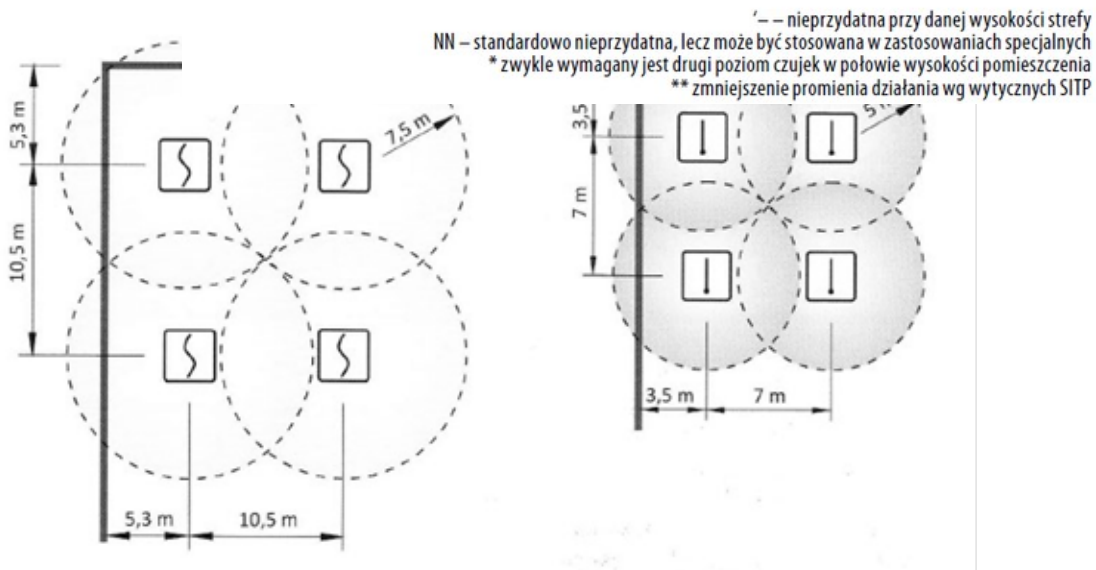 '– – nieprzydatna przy danej wysokości strefy
NN – standardowo nieprzydatna, lecz może być stosowana w zastosowaniach specjalnych
* zwykle wymagany jest drugi poziom czujek w połowie wysokości pomieszczenia
** zmniejszenie promienia działania wg wytycznych SITP
5,3 m
7,5 m
10,5 m
5,3 m
10,5 m
3,5
7 m
3,5 m
7 m